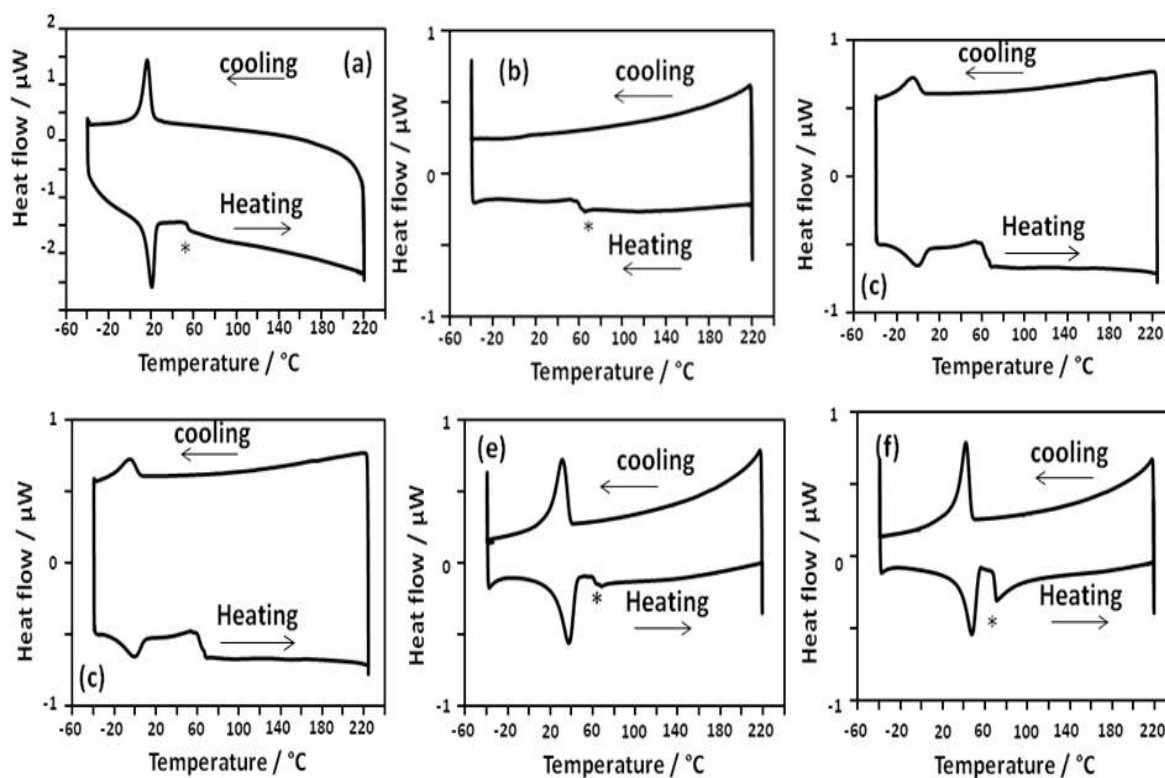 2
1
0
-1
-2
-60
-20
20
60
100
140
180
220
Heat flow / µW
Temperature / °C
cooling
(a)
Heating
*
1
0
-1
-60
-20
20
60
100
140
180
220
Heat flow / µW
Temperature / °C
(b)
cooling
*
Heating
1
0
-1
-60
-20
20
60
100
140
180
220
Heat flow / µW
Temperature / °C
cooling
Heating
(c)
1
0
-1
-60
-20
20
60
100
140
180
220
Heat flow / µW
Temperature / °C
cooling
Heating
(c)
1
0
-1
-60
-20
20
60
100
140
180
220
Heat flow / µW
Temperature / °C
(e)
cooling
*
Heating
1
0
-1
-60
-20
20
60
100
140
180
220
Heat flow / µW
Temperature / °C
(f)
cooling
*
Heating